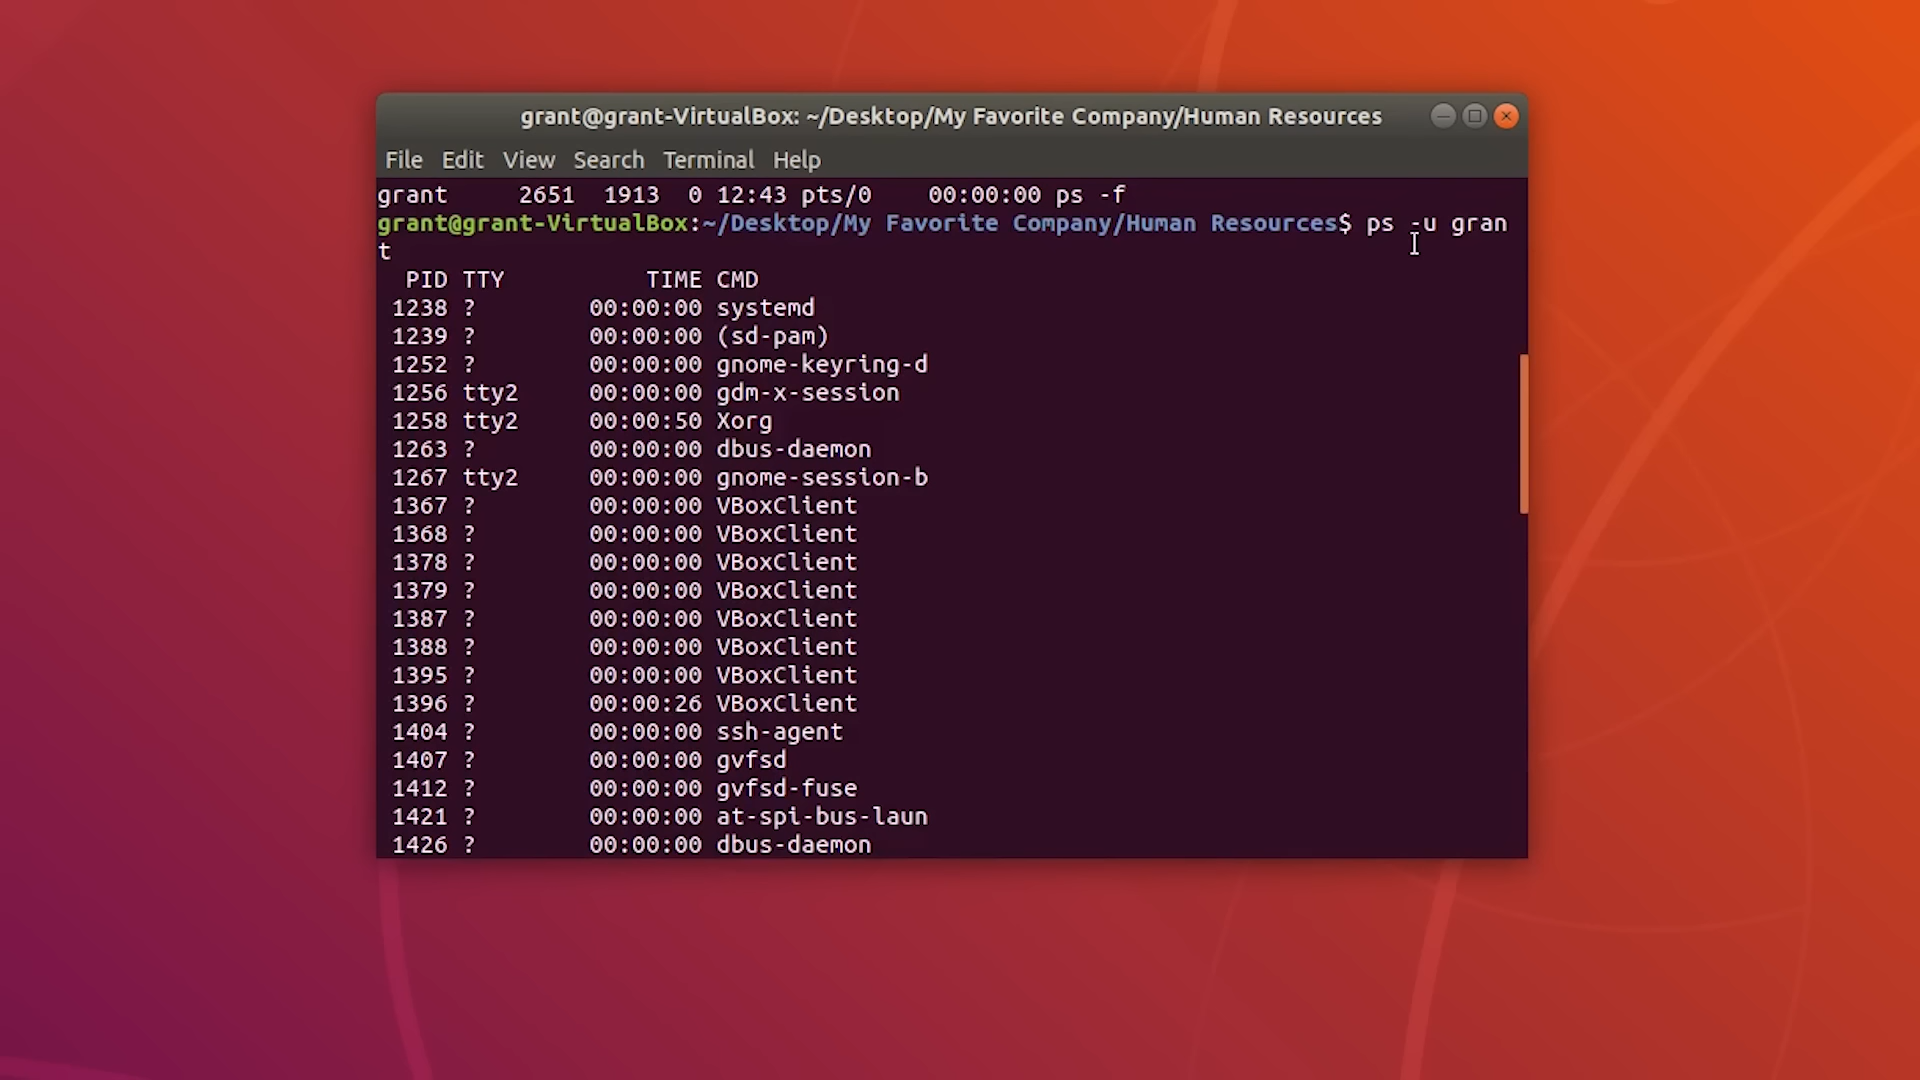 grant@grant-VirtualBox: ~/Desktop/My Favorite Company/Human Resources
File Edit View Search Terminal Help
grant     2651  1913  0 12:43 pts/0    00:00:00 ps -f
grant@grant-VirtualBox:~/Desktop/My Favorite Company/Human Resources$ ps -u gran
t
  PID TTY          TIME CMD
 1238 ?        00:00:00 systemd
 1239 ?        00:00:00 (sd-pam)
 1252 ?        00:00:00 gnome-keyring-d
 1256 tty2     00:00:00 gdm-x-session
 1258 tty2     00:00:50 Xorg
 1263 ?        00:00:00 dbus-daemon
 1267 tty2     00:00:00 gnome-session-b
 1367 ?        00:00:00 VBoxClient
 1368 ?        00:00:00 VBoxClient
 1378 ?        00:00:00 VBoxClient
 1379 ?        00:00:00 VBoxClient
 1387 ?        00:00:00 VBoxClient
 1388 ?        00:00:00 VBoxClient
 1395 ?        00:00:00 VBoxClient
 1396 ?        00:00:26 VBoxClient
 1404 ?        00:00:00 ssh-agent
 1407 ?        00:00:00 gvfsd
 1412 ?        00:00:00 gvfsd-fuse
 1421 ?        00:00:00 at-spi-bus-laun
 1426 ?        00:00:00 dbus-daemon